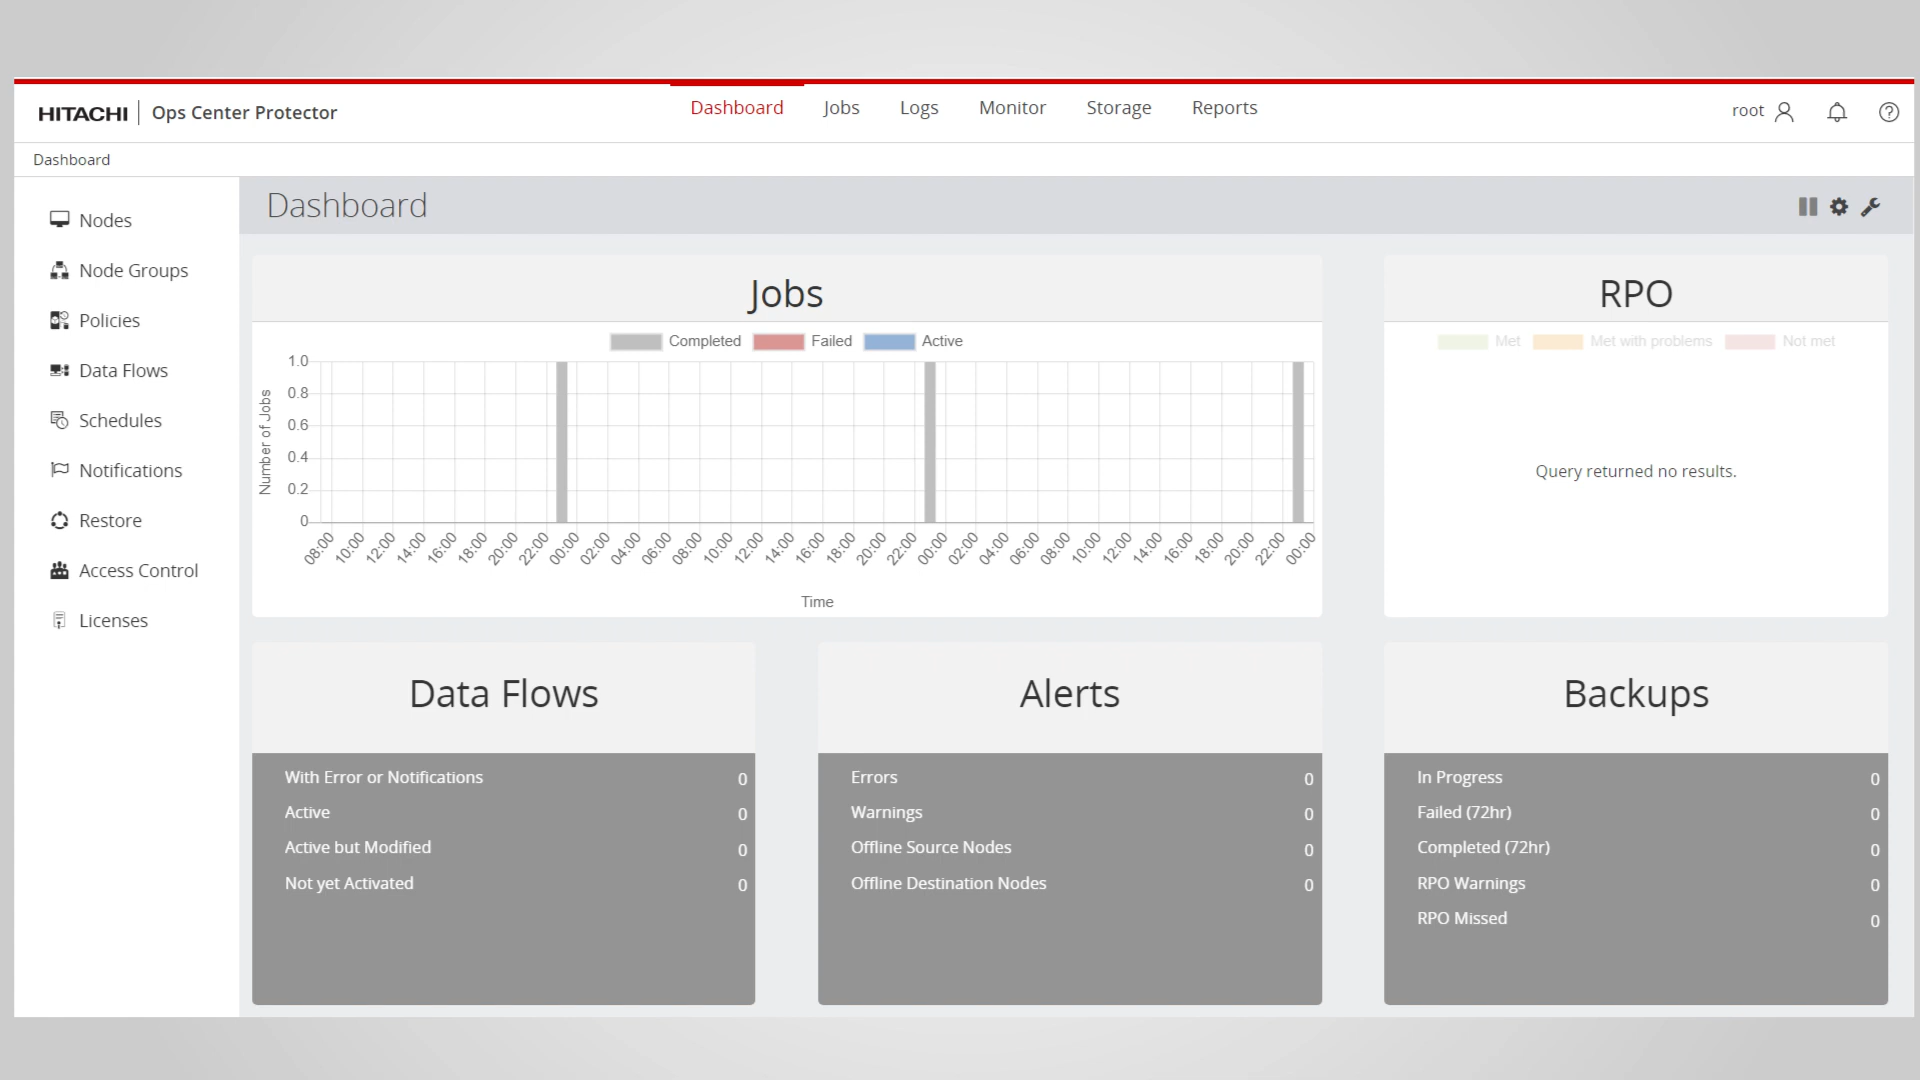 HITACHI Ops Center Protector
Dashboard Jobs Logs Monitor Storage Reports
root
Dashboard
Nodes
Node Groups
Policies
Data Flows
Schedules
Notifications
Restore
Access Control
Licenses
Dashboard
Jobs
Completed Failed Active
Number of Jobs
1.0
0.8
0.6
0.4
0.2
0
08:00 10:00 12:00 14:00 16:00 18:00 20:00 22:00 00:00 02:00 04:00 06:00 08:00 10:00 12:00 14:00 16:00 18:00 20:00 22:00 00:00 02:00 04:00 06:00 08:00 10:00 12:00 14:00 16:00 18:00 20:00 22:00 00:00
Time
RPO
Met Met with problems Not met
Query returned no results.
Data Flows
With Error or Notifications 0
Active 0
Active but Modified 0
Not yet Activated 0
Alerts
Errors 0
Warnings 0
Offline Source Nodes 0
Offline Destination Nodes 0
Backups
In Progress 0
Failed (72hr) 0
Completed (72hr) 0
RPO Warnings 0
RPO Missed 0